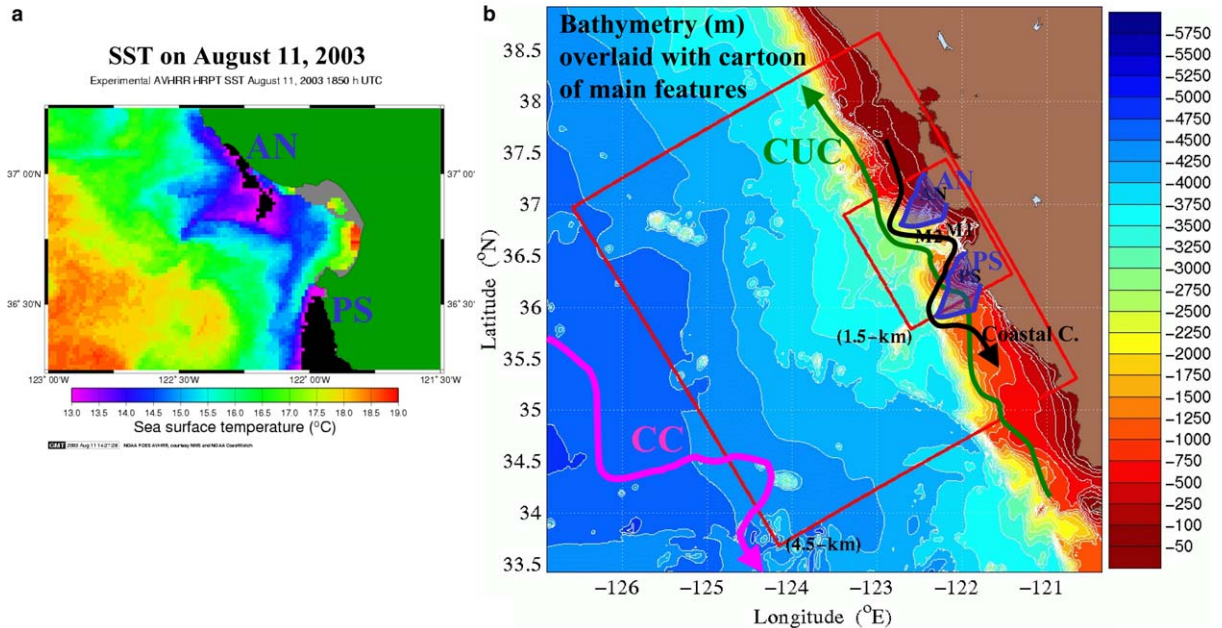 a
SST on August 11, 2003
Experimental AVHRR HRPT SST August 11, 2003 1850 h UTC
AN
PS
37°00'N
36°30'N
37°00'N
36°30'N
123°00'W
122°30'W
122°00'W
121°30'W
13.0 13.5 14.0 14.5 15.0 15.5 16.0 16.5 17.0 17.5 18.0 18.5 19.0
Sea surface temperature (°C)
GMT
b
Bathymetry (m)
overlaid with cartoon
of main features
CUC
AN
PS
PS
Coastal C.
(1.5-km)
CC
(4.5-km)
38.5
38
37.5
37
36.5
36
35.5
35
34.5
34
33.5
Latitude (°N)
-126 -125 -124 -123 -122 -121
Longitude (°E)
-5750
-5500
-5250
-5000
-4750
-4500
-4250
-4000
-3750
-3500
-3250
-3000
-2750
-2500
-2250
-2000
-1750
-1500
-1250
-1000
-750
-500
-250
-100
-50